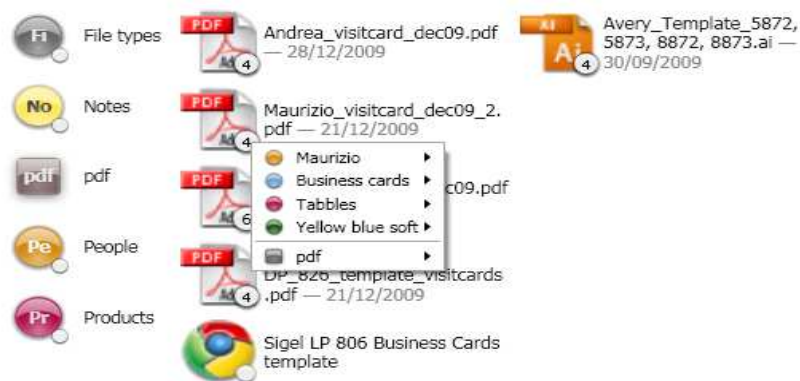 Fi
File types
No
Notes
pdf
pdf
Pe
People
Pr
Products
PDF
4
Andrea_visitcard_dec09.pdf
— 28/12/2009
PDF
4
Maurizio_visitcard_dec09_2.
pdf — 21/12/2009
Maurizio
Business cards
Tabbles
Yellow blue soft
pdf
PDF
6
c09.pdf
PDF
4
DP_826_template_visitcards
.pdf — 21/12/2009
Sigel LP 806 Business Cards
template
AI
Ai
4
Avery_Template_5872,
5873, 8872, 8873.ai —
30/09/2009